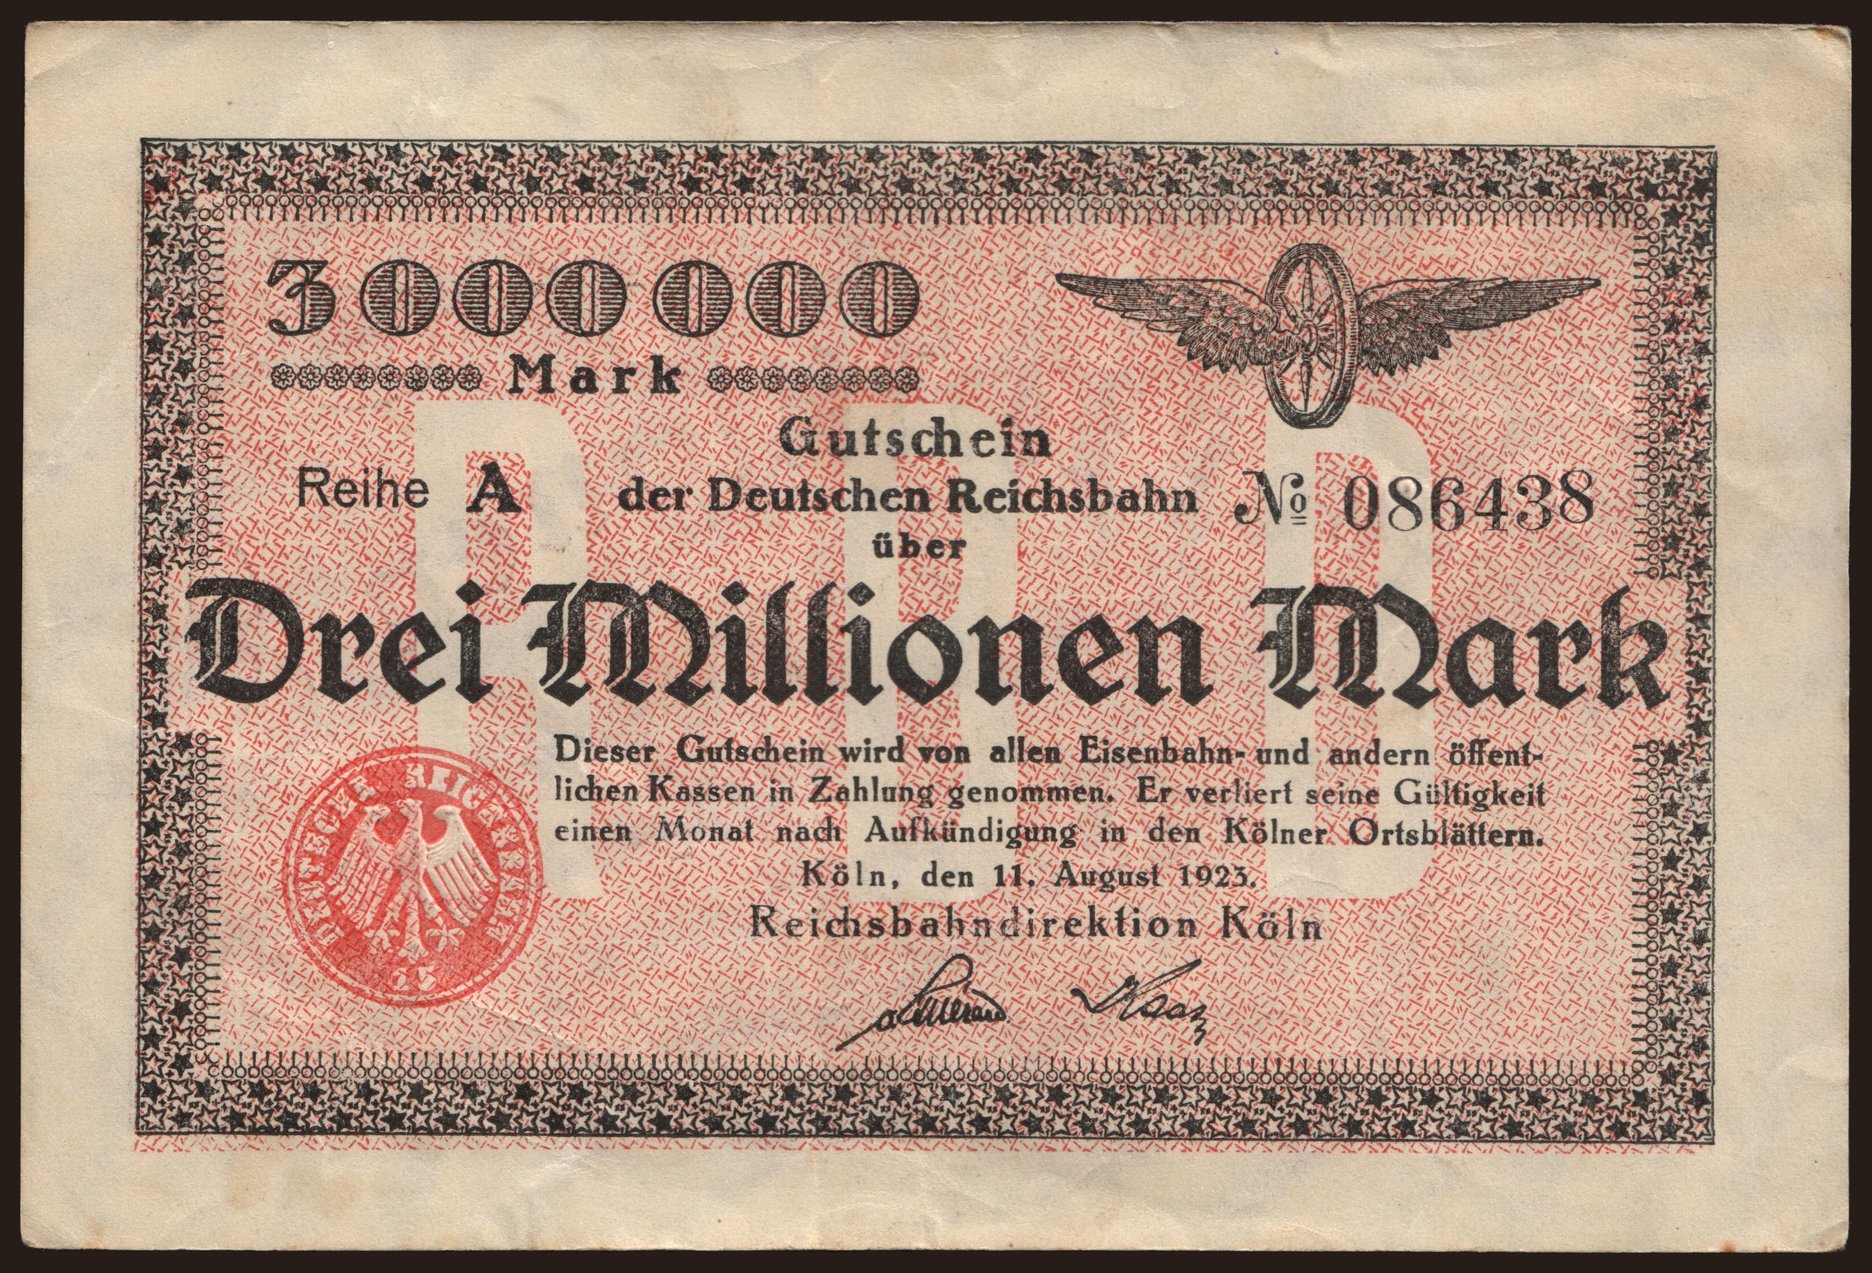 3000000
Mark
Gutschein
Reihe A der Deutschen Reichsbahn № 086438
über
Drei Millionen Mark
Dieser Gutschein wird von allen Eisenbahn- und andern öffent-
lichen Kassen in Zahlung genommen. Er verliert seine Gültigkeit
einen Monat nach Aufkündigung in den Kölner Ortsblättern.
Köln, den 11. August 1923.
Reichsbahndirektion Köln
RBD